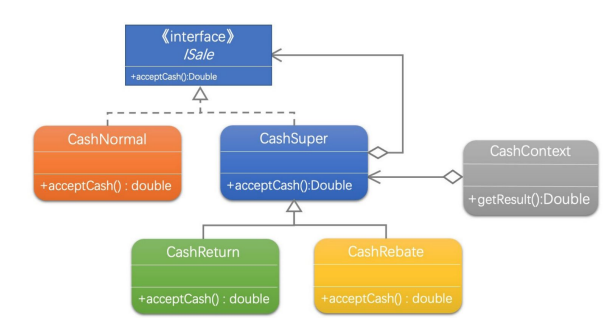 《interface》
ISale
+acceptCash():Double
CashNormal
+acceptCash() : double
CashSuper
+acceptCash():Double
CashContext
+getResult():Double
CashReturn
+acceptCash() : double
CashRebate
+acceptCash() : double